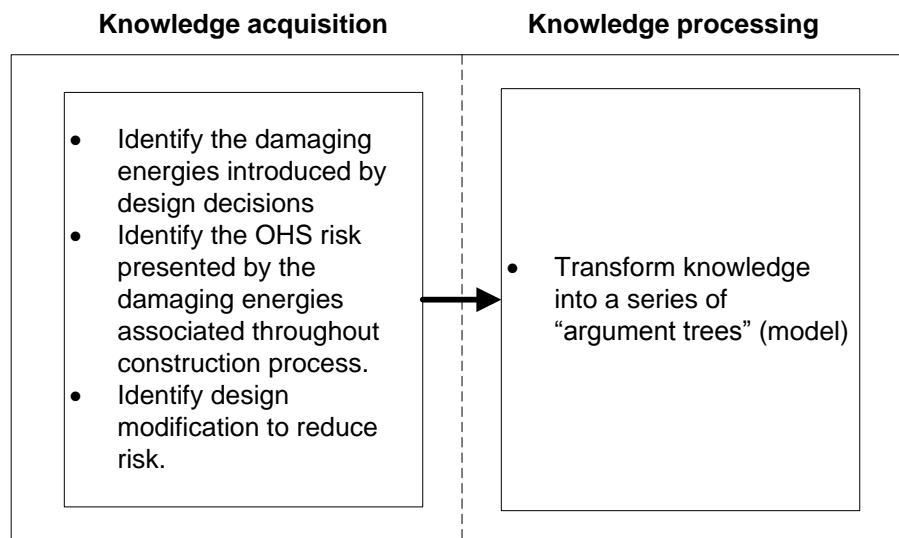 Knowledge acquisition
Knowledge processing
• Identify the damaging
energies introduced by
design decisions
• Identify the OHS risk
presented by the
damaging energies
associated throughout
construction process.
• Identify design
modification to reduce
risk.
• Transform knowledge
into a series of
“argument trees” (model)